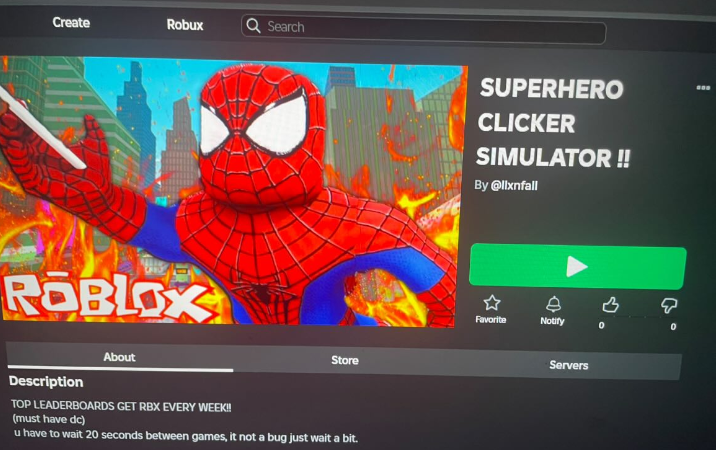 Create
Robux
Search
SUPERHERO
CLICKER
SIMULATOR !!
By @llxnfall
RŌBLOX
Favorite
Notify
0
0
About
Store
Servers
Description
TOP LEADERBOARDS GET RBX EVERY WEEK!!
(must have dc)
u have to wait 20 seconds between games, it not a bug just wait a bit.